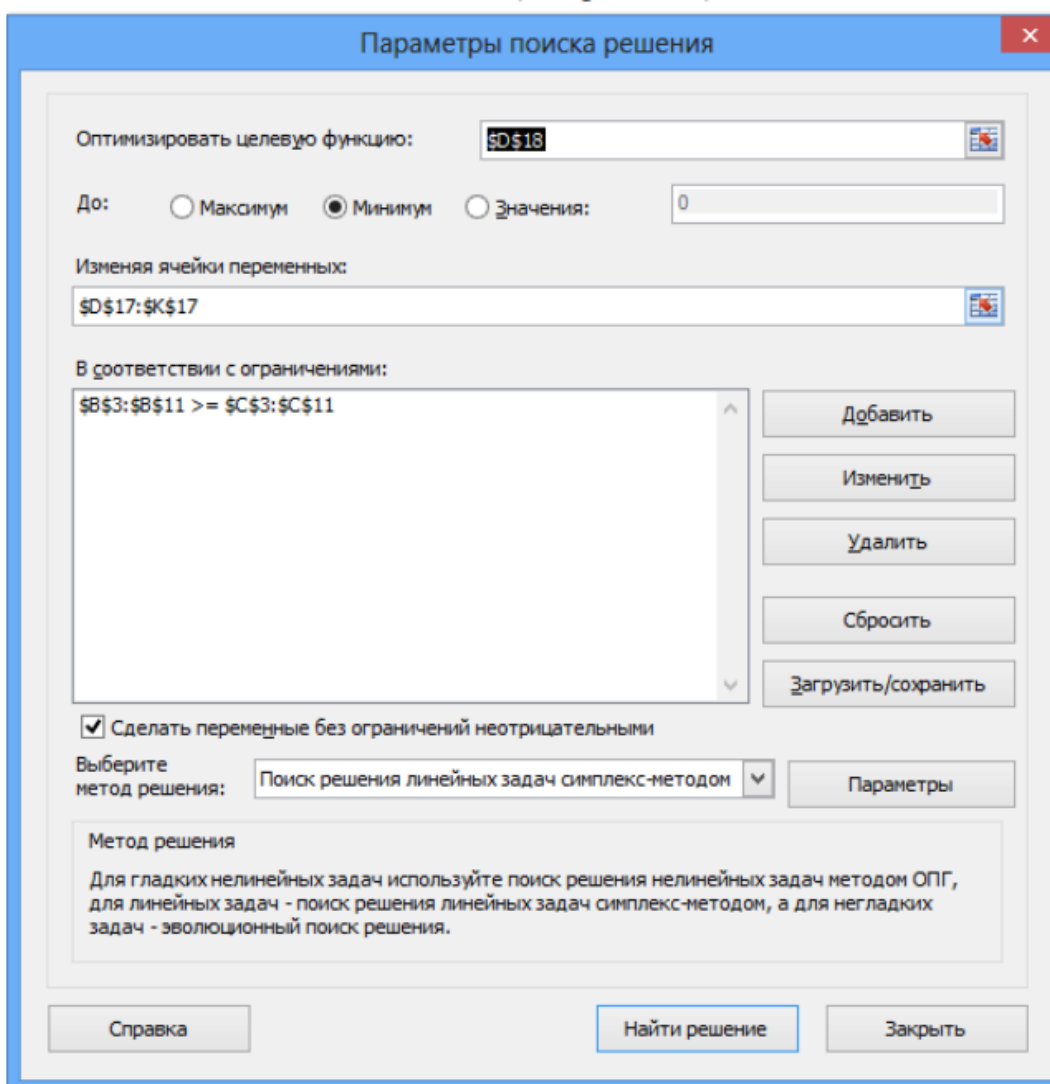 Параметры поиска решения
Оптимизировать целевую функцию:
$D$18
До:
Максимум
Минимум
Значения:
0
Изменяя ячейки переменных:
$D$17:$K$17
В соответствии с ограничениями:
$B$3:$B$11 >= $C$3:$C$11
Добавить
Изменить
Удалить
Сбросить
Загрузить/сохранить
Сделать переменные без ограничений неотрицательными
Выберите
метод решения:
Поиск решения линейных задач симплекс-методом
Параметры
Метод решения
Для гладких нелинейных задач используйте поиск решения нелинейных задач методом ОПГ,
для линейных задач - поиск решения линейных задач симплекс-методом, а для негладких
задач - эволюционный поиск решения.
Справка
Найти решение
Закрыть